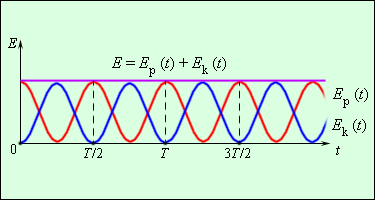 E
E = Eₚ (t) + Eₖ (t)
Eₚ (t)
Eₖ (t)
0
T/2
T
3T/2
t